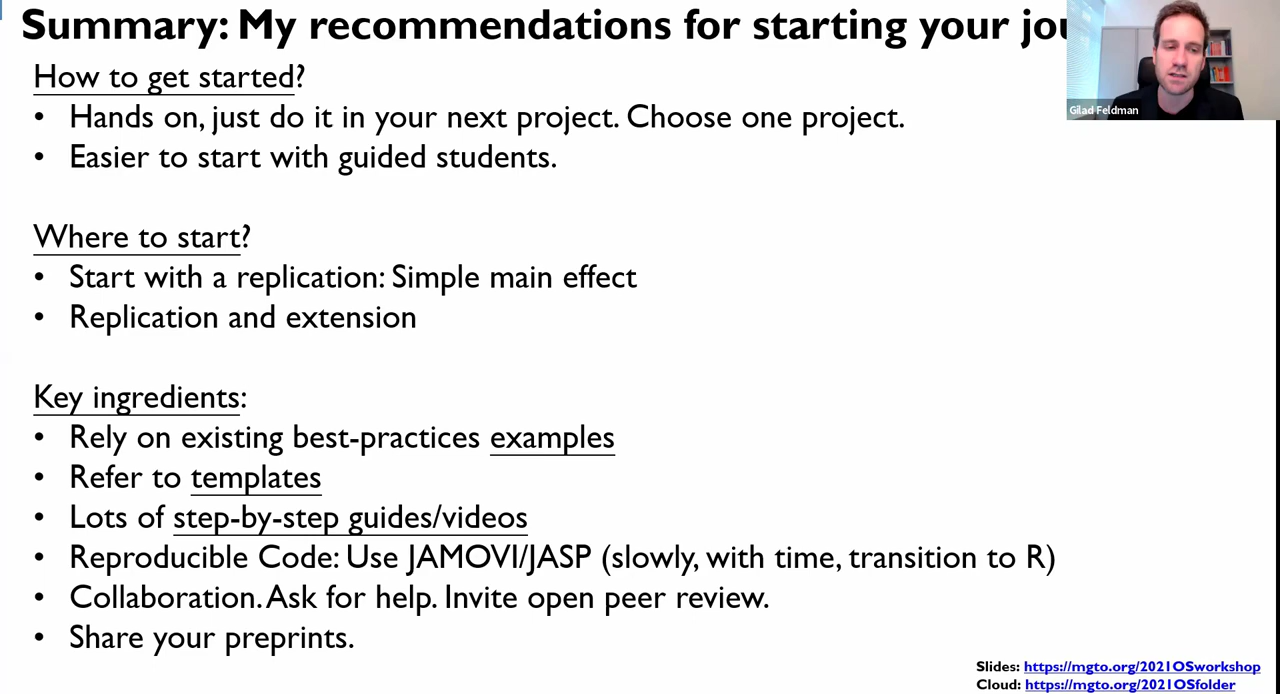 Summary: My recommendations for starting your jou
Gilad Feldman
How to get started?
• Hands on, just do it in your next project. Choose one project.
• Easier to start with guided students.
Where to start?
• Start with a replication: Simple main effect
• Replication and extension
Key ingredients:
• Rely on existing best-practices examples
• Refer to templates
• Lots of step-by-step guides/videos
• Reproducible Code: Use JAMOVI/JASP (slowly, with time, transition to R)
• Collaboration. Ask for help. Invite open peer review.
• Share your preprints.
Slides: https://mgto.org/2021OSworkshop
Cloud: https://mgto.org/2021OSfolder